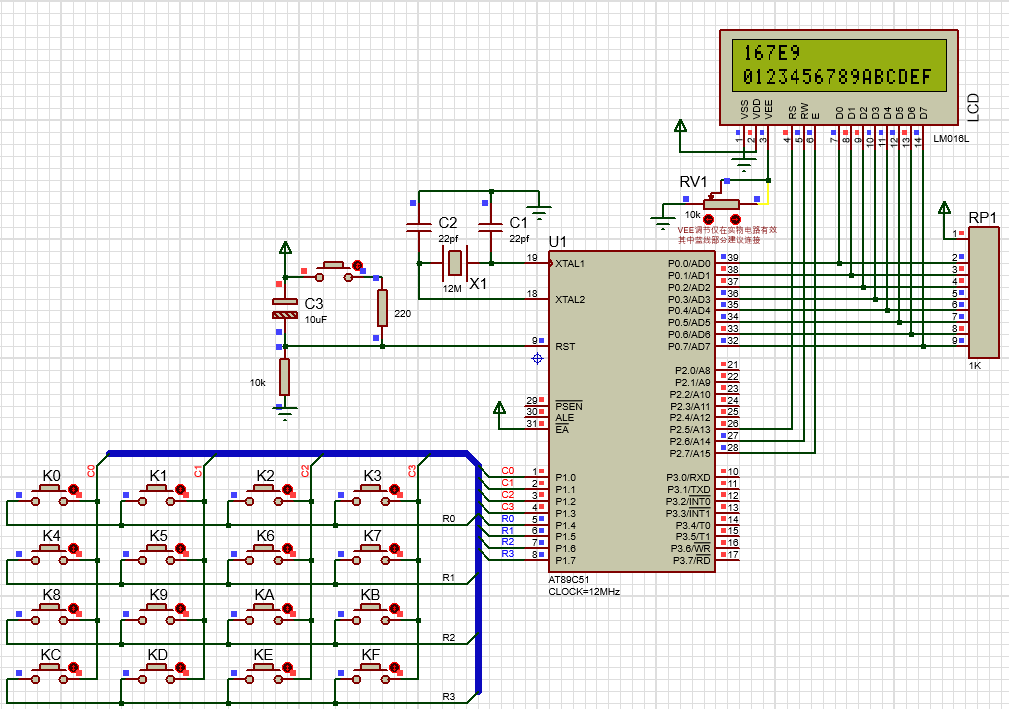 167E9
0123456789ABCDEF
LCD
VSS VDD VEE RS RW E D0 D1 D2 D3 D4 D5 D6 D7
1 2 3 4 5 6 7 8 9 10 11 12 13 14
LM016L
RV1
10k
VEE调节仅在实物电路有效
其中蓝线部分建议连接
RP1
1
2
3
4
5
6
7
8
9
1K
C2
22pf
C1
22pf
12M
X1
C3
10uF
220
10k
U1
19 XTAL1 P0.0/AD0 39
P0.1/AD1 38
P0.2/AD2 37
18 XTAL2 P0.3/AD3 36
P0.4/AD4 35
P0.5/AD5 34
P0.6/AD6 33
9 RST P0.7/AD7 32
P2.0/A8 21
P2.1/A9 22
P2.2/A10 23
29 PSEN P2.3/A11 24
30 ALE P2.4/A12 25
31 EA P2.5/A13 26
P2.6/A14 27
P2.7/A15 28
C0 1 P1.0 P3.0/RXD 10
C1 2 P1.1 P3.1/TXD 11
C2 3 P1.2 P3.2/INT0 12
C3 4 P1.3 P3.3/INT1 13
R0 5 P1.4 P3.4/T0 14
R1 6 P1.5 P3.5/T1 15
R2 7 P1.6 P3.6/WR 16
R3 8 P1.7 P3.7/RD 17
AT89C51
CLOCK=12MHz
C0 C1 C2 C3
K0 K1 K2 K3
R0
K4 K5 K6 K7
R1
K8 K9 KA KB
R2
KC KD KE KF
R3